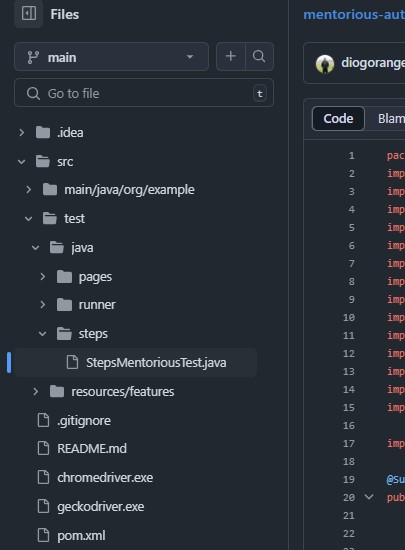 Files
main
Go to file
t
.idea
src
main/java/org/example
test
java
pages
runner
steps
StepsMentoriousTest.java
resources/features
.gitignore
README.md
chromedriver.exe
geckodriver.exe
pom.xml
mentorious-aut
diogorange
Code Blam
1 pac
2 imp
3 imp
4 imp
5 imp
6 imp
7 imp
8 imp
9 imp
10 imp
11 imp
12 imp
13 imp
14 imp
15 imp
16
17 imp
18
19 @Su
20 pub
21
22